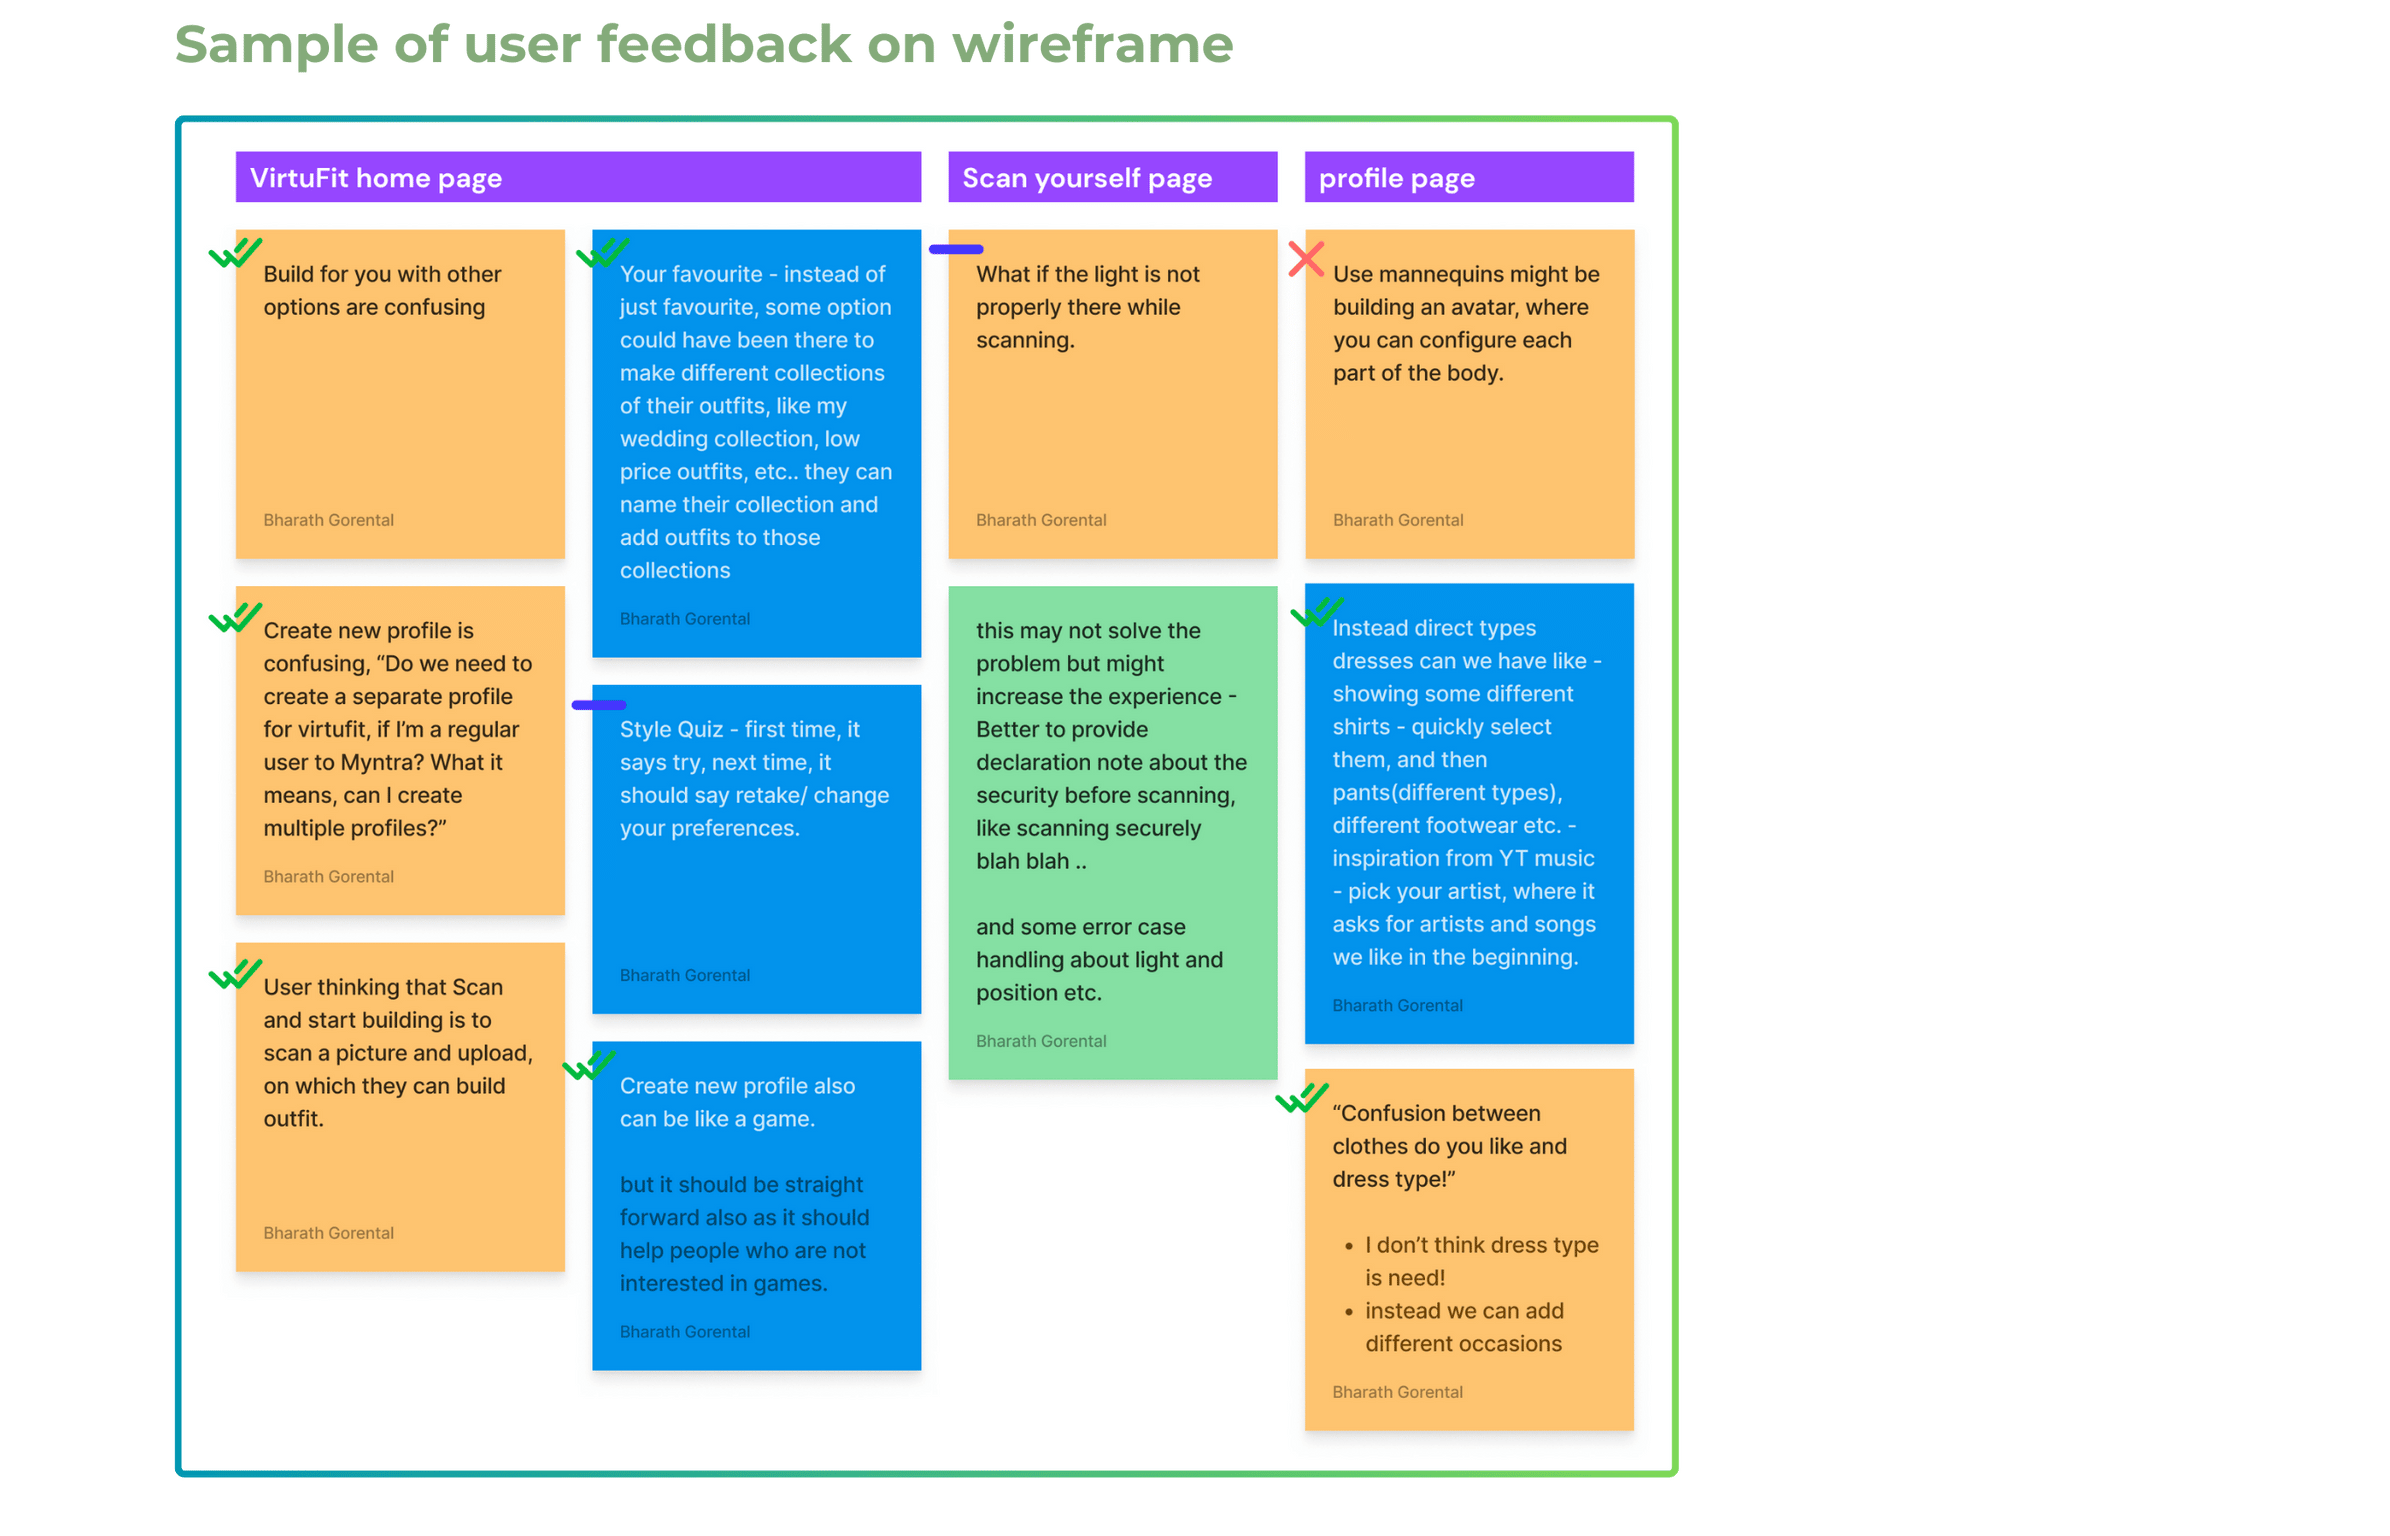 Sample of user feedback on wireframe
VirtuFit home page
Build for you with other
options are confusing
Bharath Gorental
Create new profile is
confusing, “Do we need to
create a separate profile
for virtufit, if I’m a regular
user to Myntra? What it
means, can I create
multiple profiles?”
Bharath Gorental
User thinking that Scan
and start building is to
scan a picture and upload,
on which they can build
outfit.
Bharath Gorental
Your favourite - instead of
just favourite, some option
could have been there to
make different collections
of their outfits, like my
wedding collection, low
price outfits, etc.. they can
name their collection and
add outfits to those
collections
Bharath Gorental
Style Quiz - first time, it
says try, next time, it
should say retake/ change
your preferences.
Bharath Gorental
Create new profile also
can be like a game.
but it should be straight
forward also as it should
help people who are not
interested in games.
Bharath Gorental
Scan yourself page
What if the light is not
properly there while
scanning.
Bharath Gorental
this may not solve the
problem but might
increase the experience -
Better to provide
declaration note about the
security before scanning,
like scanning securely
blah blah ..
and some error case
handling about light and
position etc.
Bharath Gorental
profile page
Use mannequins might be
building an avatar, where
you can configure each
part of the body.
Bharath Gorental
Instead direct types
dresses can we have like -
showing some different
shirts - quickly select
them, and then
pants(different types),
different footwear etc. -
inspiration from YT music
- pick your artist, where it
asks for artists and songs
we like in the beginning.
Bharath Gorental
“Confusion between
clothes do you like and
dress type!”
• I don’t think dress type
is need!
• instead we can add
different occasions
Bharath Gorental